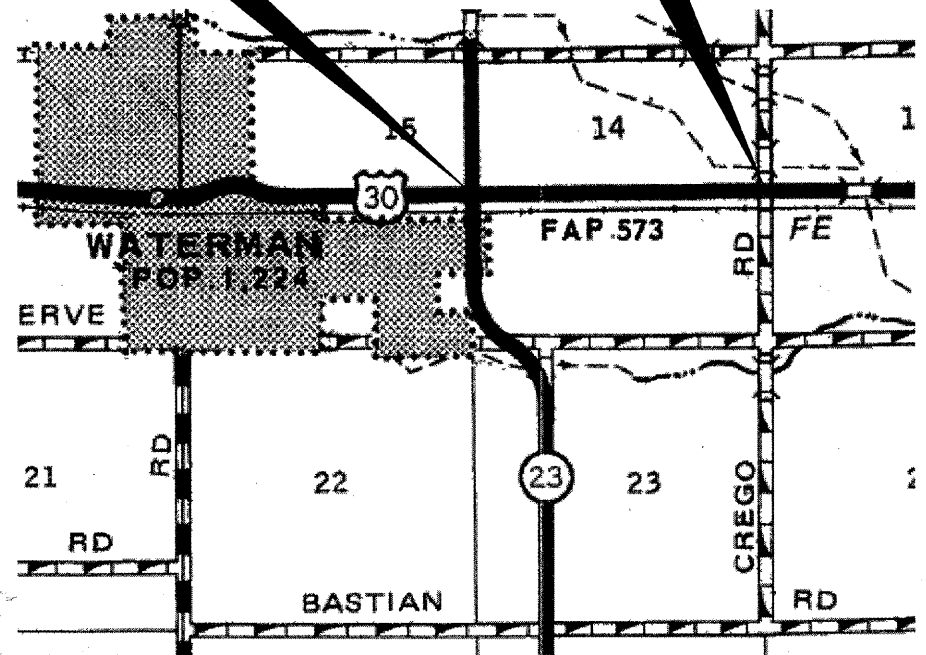 15
14
1
30
FAP 573
RD
FE
WATERMAN
POP. 1,224
ERVE
21
RD
22
23
23
CREGO
2
RD
BASTIAN
RD